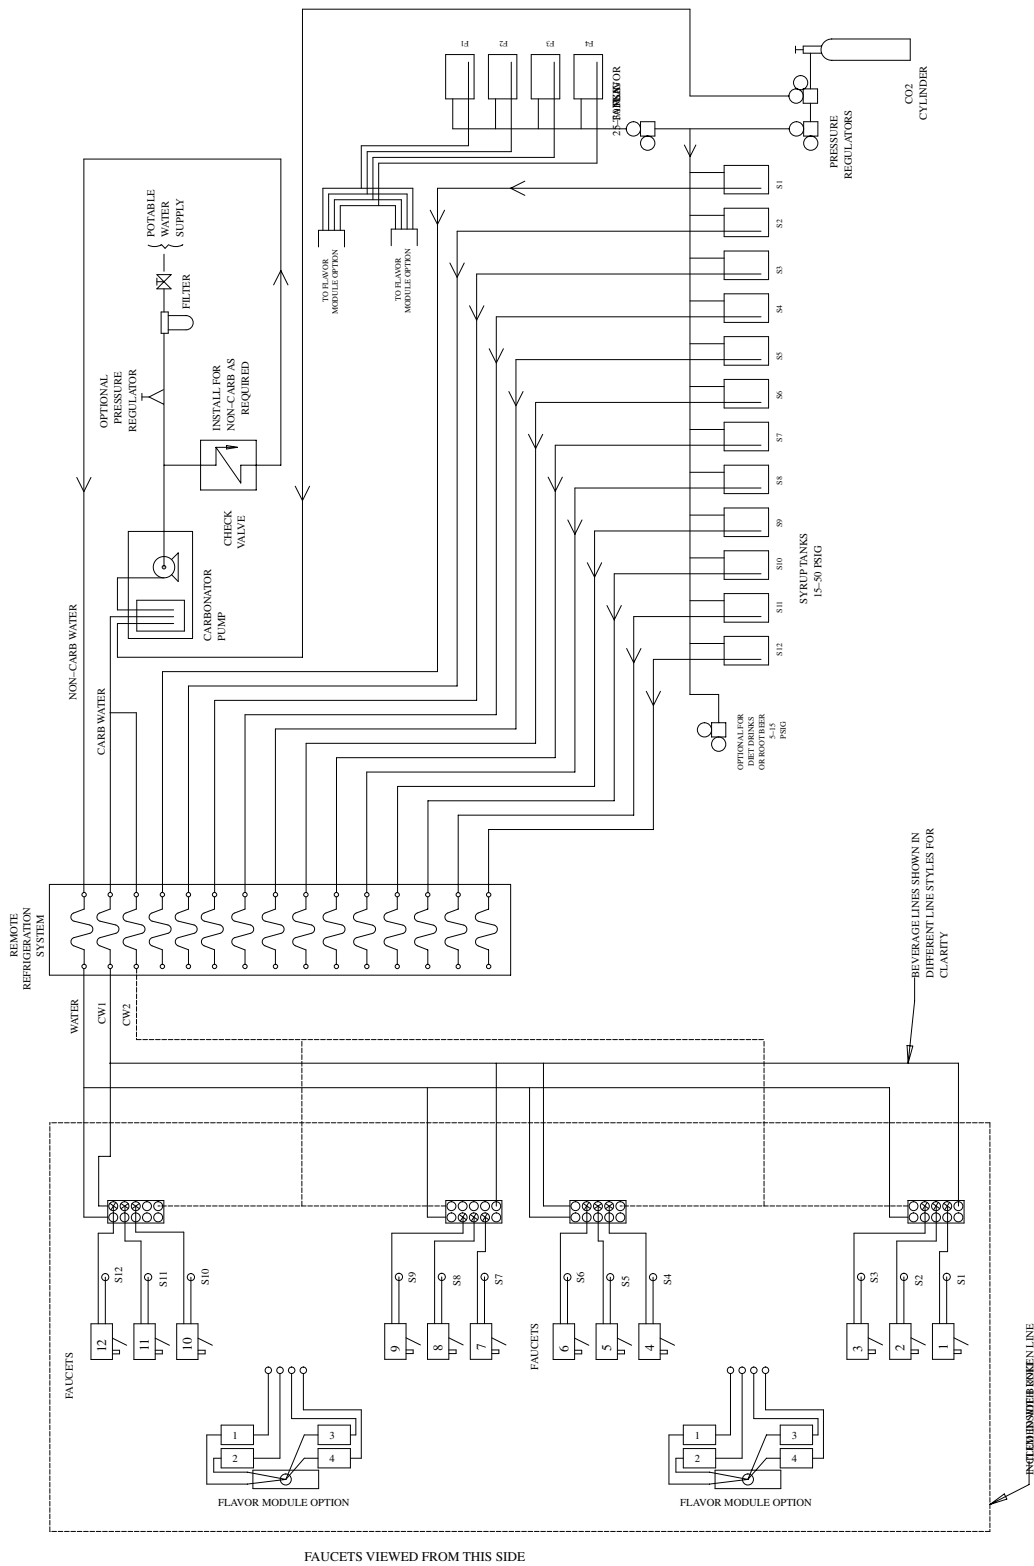 F1
F2
F3
F4
CO2
CYLINDER
PRESSURE
REGULATORS
POTABLE
WATER
SUPPLY
FILTER
OPTIONAL
PRESSURE
REGULATOR
INSTALL FOR
NON-CARB AS
REQUIRED
CHECK
VALVE
TO FLAVOR
MODULE OPTION
TO FLAVOR
MODULE OPTION
S1
S2
S3
S4
S5
S6
S7
S8
S9
S10
S11
S12
SYRUP TANKS
15-50 PSIG
CARBONATOR
PUMP
NON-CARB WATER
CARB WATER
OPTIONAL FOR
DIET DRINKS
OR ROOT BEER
5-15
PSIG
REMOTE
REFRIGERATION
SYSTEM
BEVERAGE LINES SHOWN IN
DIFFERENT LINE STYLES FOR
CLARITY
WATER
CW1
CW2
S12
S11
S10
S9
S8
S7
S6
S5
S4
S3
S2
S1
12
11
10
9
8
7
6
5
4
3
2
1
FAUCETS
FAUCETS
1
2
3
4
FLAVOR MODULE OPTION
1
2
3
4
FLAVOR MODULE OPTION
FAUCETS VIEWED FROM THIS SIDE